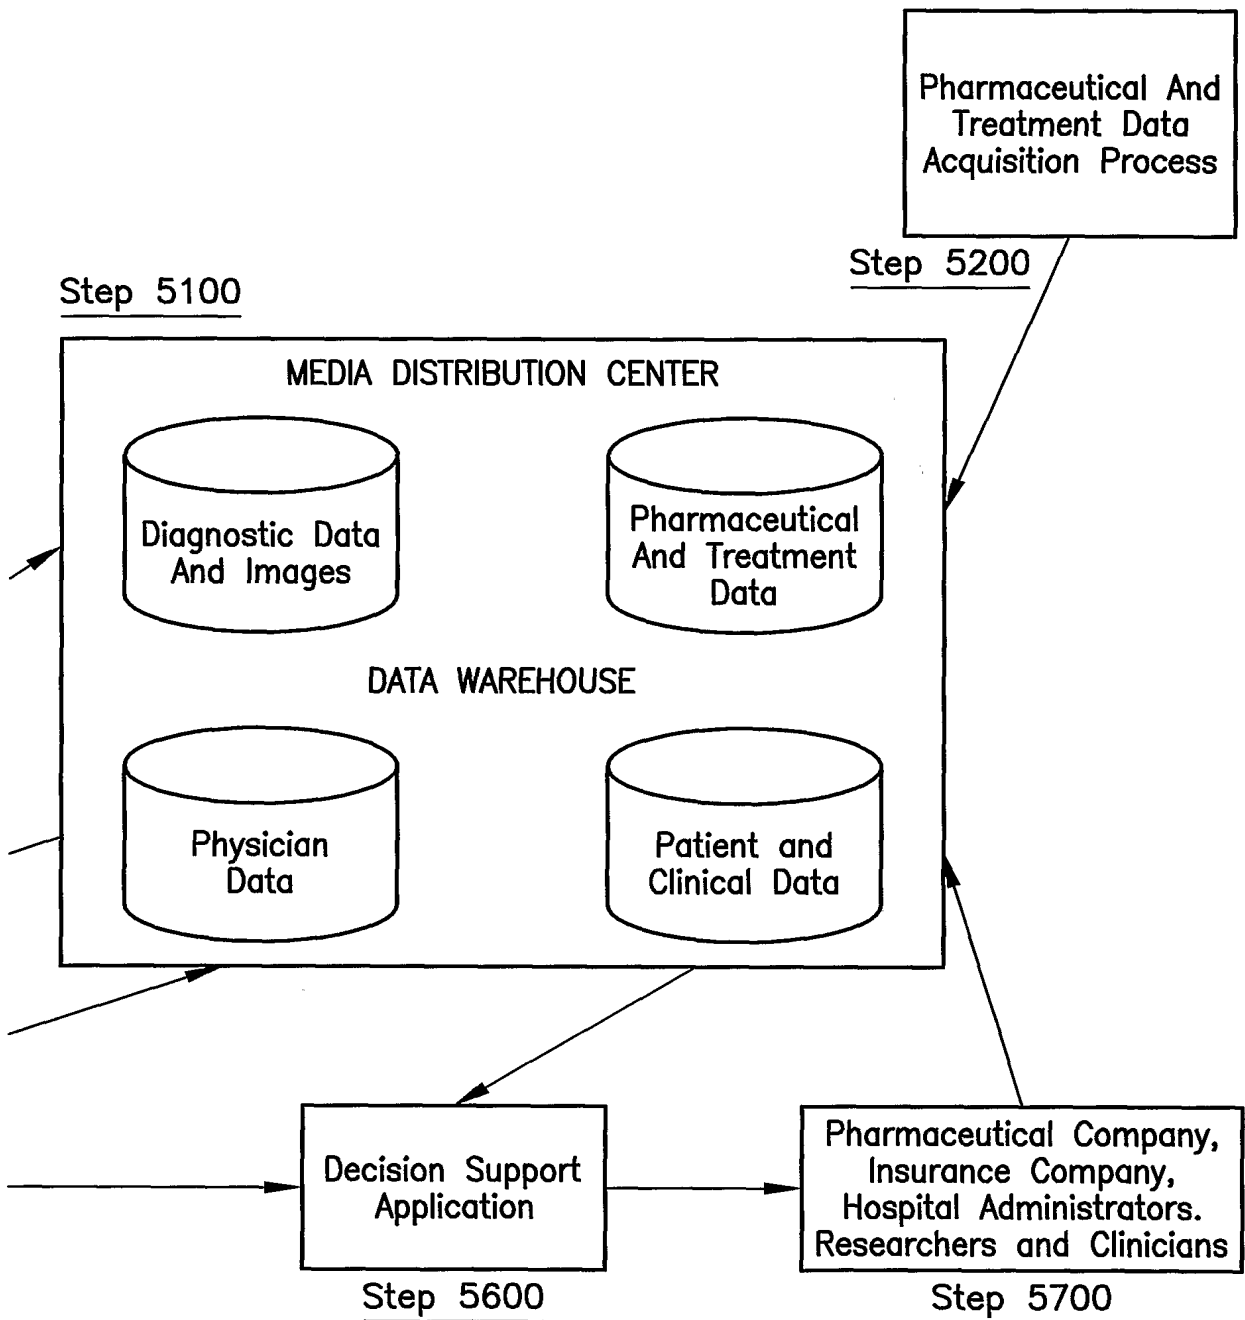 Pharmaceutical And
Treatment Data
Acquisition Process
Step 5200
Step 5100
MEDIA DISTRIBUTION CENTER
Diagnostic Data
And Images
Pharmaceutical
And Treatment
Data
DATA WAREHOUSE
Physician
Data
Patient and
Clinical Data
Decision Support
Application
Step 5600
Pharmaceutical Company,
Insurance Company,
Hospital Administrators.
Researchers and Clinicians
Step 5700